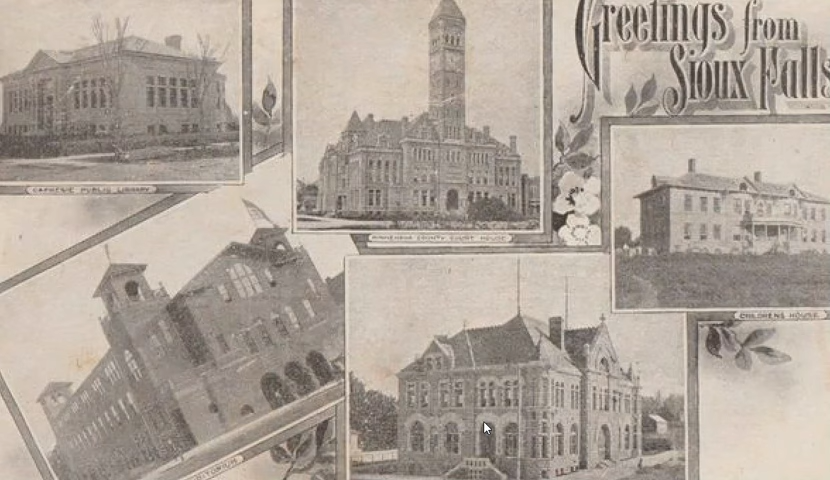 Greetings from
Sioux Falls
CARNEGIE PUBLIC LIBRARY
MINNEHAHA COUNTY COURT HOUSE
CHILDRENS HOUSE